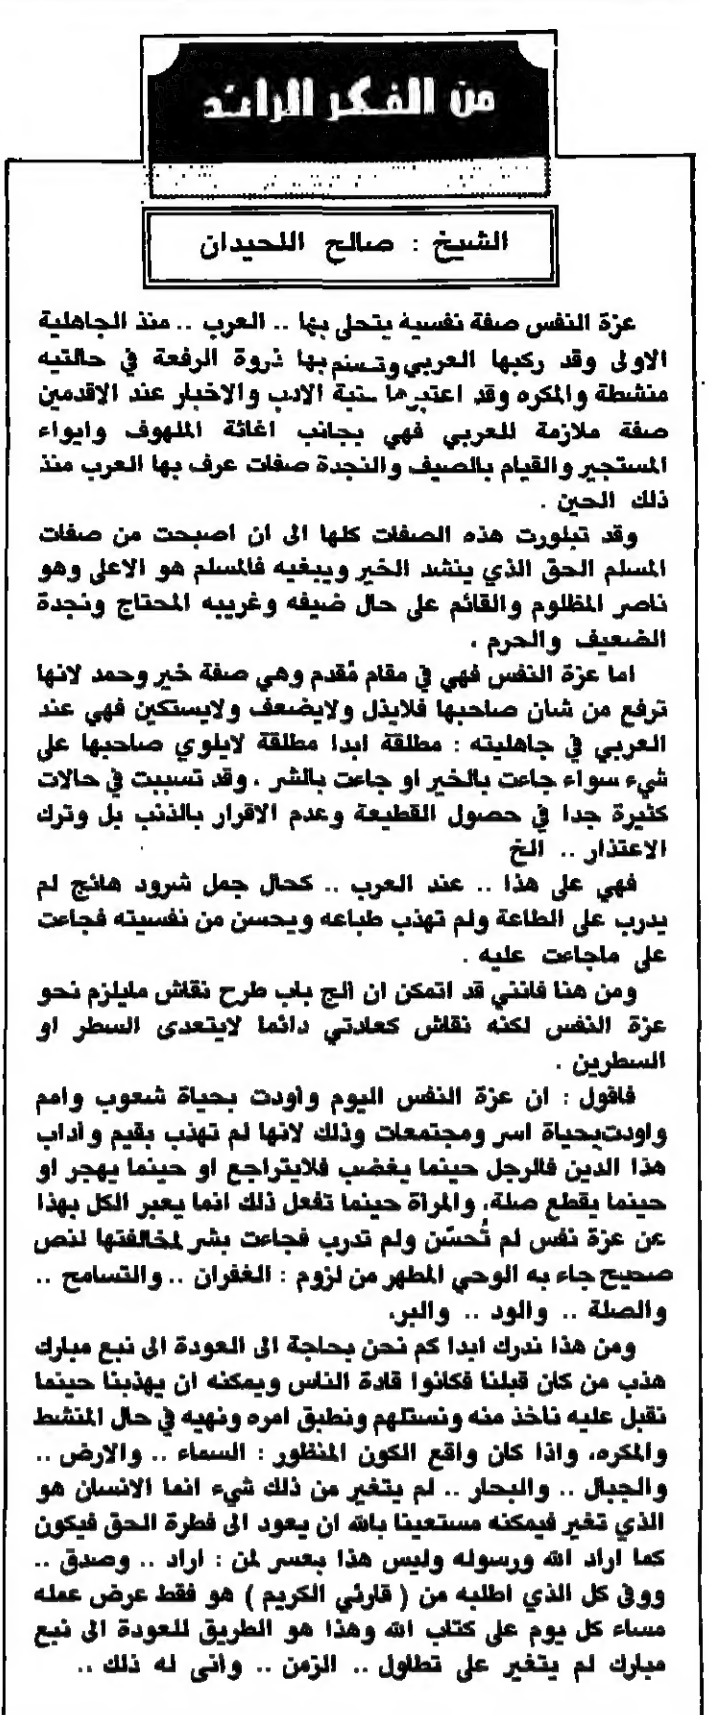 من الفكر الرائد
الشيخ : صالح اللحيدان
عزة النفس صفة نفسية يتحلى بها .. العرب .. منذ الجاهلية
الاولى وقد ركبها العربي وتسنم بها ذروة الرفعة في حالتيه
منشطة والمكره وقد اعتبرها كتبة الادب والاخبار عند الاقدمين
صفة ملازمة للعربي فهي بجانب اغاثة الملهوف وايواء
المستجير والقيام بالصيف والنجدة صفات عرف بها العرب منذ
ذلك الحين .
وقد تبلورت هذه الصفات كلها الى ان اصبحت من صفات
المسلم الحق الذي ينشد الخير ويبغيه فالمسلم هو الاعلى وهو
ناصر المظلوم والقائم على حال ضيفه وغريبه المحتاج ونجدة
الضعيف والحرم .
اما عزة النفس فهي في مقام مُقدم وهي صفة خير وحمد لانها
ترفع من شان صاحبها فلايذل ولايضعف ولايستكين فهي عند
العربي في جاهليته : مطلقة ابدا مطلقة لايلوي صاحبها على
شيء سواء جاءت بالخير او جاءت بالشر . وقد تسببت في حالات
كثيرة جدا في حصول القطيعة وعدم الاقرار بالذنب بل وترك
الاعتذار .. الخ
فهي على هذا .. عند العرب .. كحال جمل شرود هائج لم
يدرب على الطاعة ولم تهذب طباعه ويحسن من نفسيته فجاءت
على ماجاءت عليه .
ومن هنا فانني قد اتمكن ان الج باب طرح نقاش مايلزم نحو
عزة النفس لكنه نقاش كعادتي دائما لايتعدى السطر او
السطرين .
فاقول : ان عزة النفس اليوم واودت بحياة شعوب وامم
واودت بحياة اسر ومجتمعات وذلك لانها لم تهذب بقيم وآداب
هذا الدين فالرجل حينما يغضب فلايتراجع او حينما يهجر او
حينما يقطع صلة، والمراة حينما تفعل ذلك انما يعبر الكل بهذا
عن عزة نفس لم تُحسّن ولم تدرب فجاءت بشر لمخالفتها لنص
صحيح جاء به الوحي المطهر من لزوم : الغفران .. والتسامح ..
والصلة .. والود .. والبر.
ومن هذا ندرك ابدا كم نحن بحاجة الى العودة الى نبع مبارك
هذب من كان قبلنا فكانوا قادة الناس ويمكنه ان يهذبنا حينما
نقبل عليه ناخذ منه ونستلهم ونطبق امره ونهيه في حال المنشط
والمكره، واذا كان واقع الكون المنظور : السماء .. والارض ..
والجبال .. والبحار .. لم يتغير من ذلك شيء انما الانسان هو
الذي تغير فيمكنه مستعينا بالله ان يعود الى فطرة الحق فيكون
كما اراد الله ورسوله وليس هذا بعسر لمن : اراد .. وصدق ..
ووفى كل الذي اطلبه من ( قارئي الكريم ) هو فقط عرض عمله
مساء كل يوم على كتاب الله وهذا هو الطريق للعودة الى نبع
مبارك لم يتغير على تطاول .. الزمن .. وأنى له ذلك ..